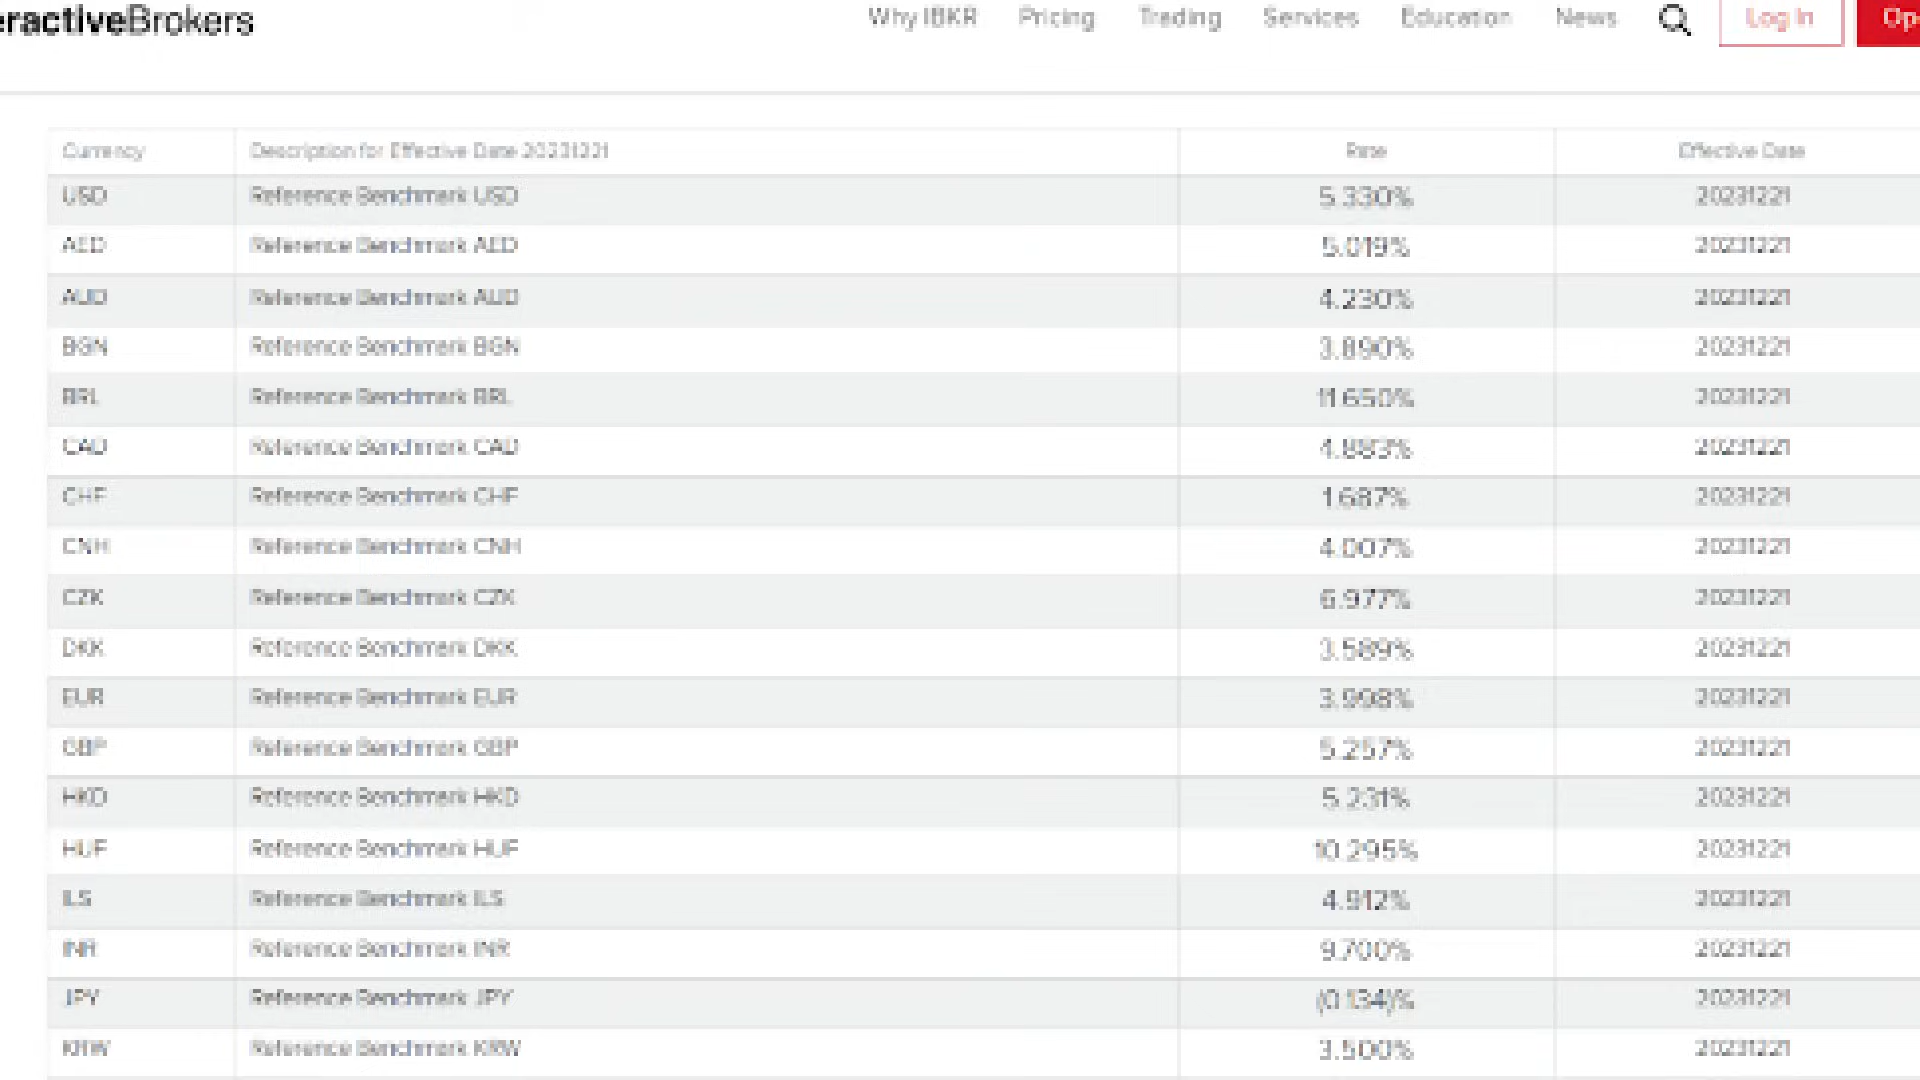 eractiveBrokers Why IBKR Pricing Trading Services Education News Log In Op
Currency Description for Effective Date 20231221 Rate Effective Date
USD Reference Benchmark USD 5.330% 20231221
AED Reference Benchmark AED 5.019% 20231221
AUD Reference Benchmark AUD 4.230% 20231221
BGN Reference Benchmark BGN 3.890% 20231221
BRL Reference Benchmark BRL 11.650% 20231221
CAD Reference Benchmark CAD 4.883% 20231221
CHF Reference Benchmark CHF 1.687% 20231221
CNH Reference Benchmark CNH 4.007% 20231221
CZK Reference Benchmark CZK 6.977% 20231221
DKK Reference Benchmark DKK 3.589% 20231221
EUR Reference Benchmark EUR 3.998% 20231221
GBP Reference Benchmark GBP 5.257% 20231221
HKD Reference Benchmark HKD 5.231% 20231221
HUF Reference Benchmark HUF 10.295% 20231221
ILS Reference Benchmark ILS 4.912% 20231221
INR Reference Benchmark INR 9.700% 20231221
JPY Reference Benchmark JPY (0.134)% 20231221
KRW Reference Benchmark KRW 3.500% 20231221